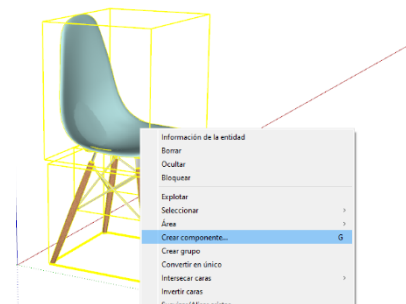 Información de la entidad
Borrar
Ocultar
Bloquear
Explotar
Seleccionar
Área
Crear componente... G
Crear grupo
Convertir en único
Intersecar caras
Invertir caras